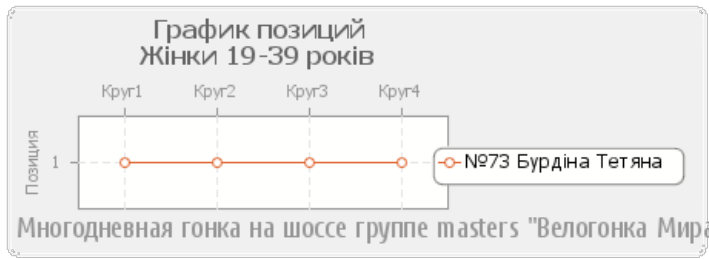 График позиций
Жінки 19-39 років
Круг1 Круг2 Круг3 Круг4
Позиция
1
№73 Бурдіна Тетяна
Многодневная гонка на шоссе группе masters "Велогонка Мира